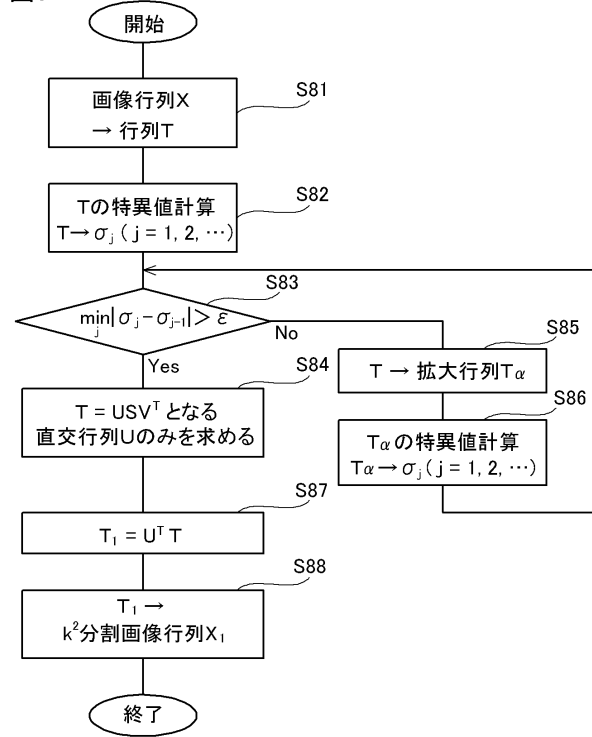 開始
画像行列X
→ 行列T
S81
Tの特異値計算
T→σj ( j = 1, 2, …)
S82
min|σj−σj-1|> ε
j
S83
No
Yes
T = USVᵀ となる
直交行列Uのみを求める
S84
T → 拡大行列Tα
S85
Tαの特異値計算
Tα→σj ( j = 1, 2, …)
S86
T₁ = Uᵀ T
S87
T₁ →
k²分割画像行列X₁
S88
終了